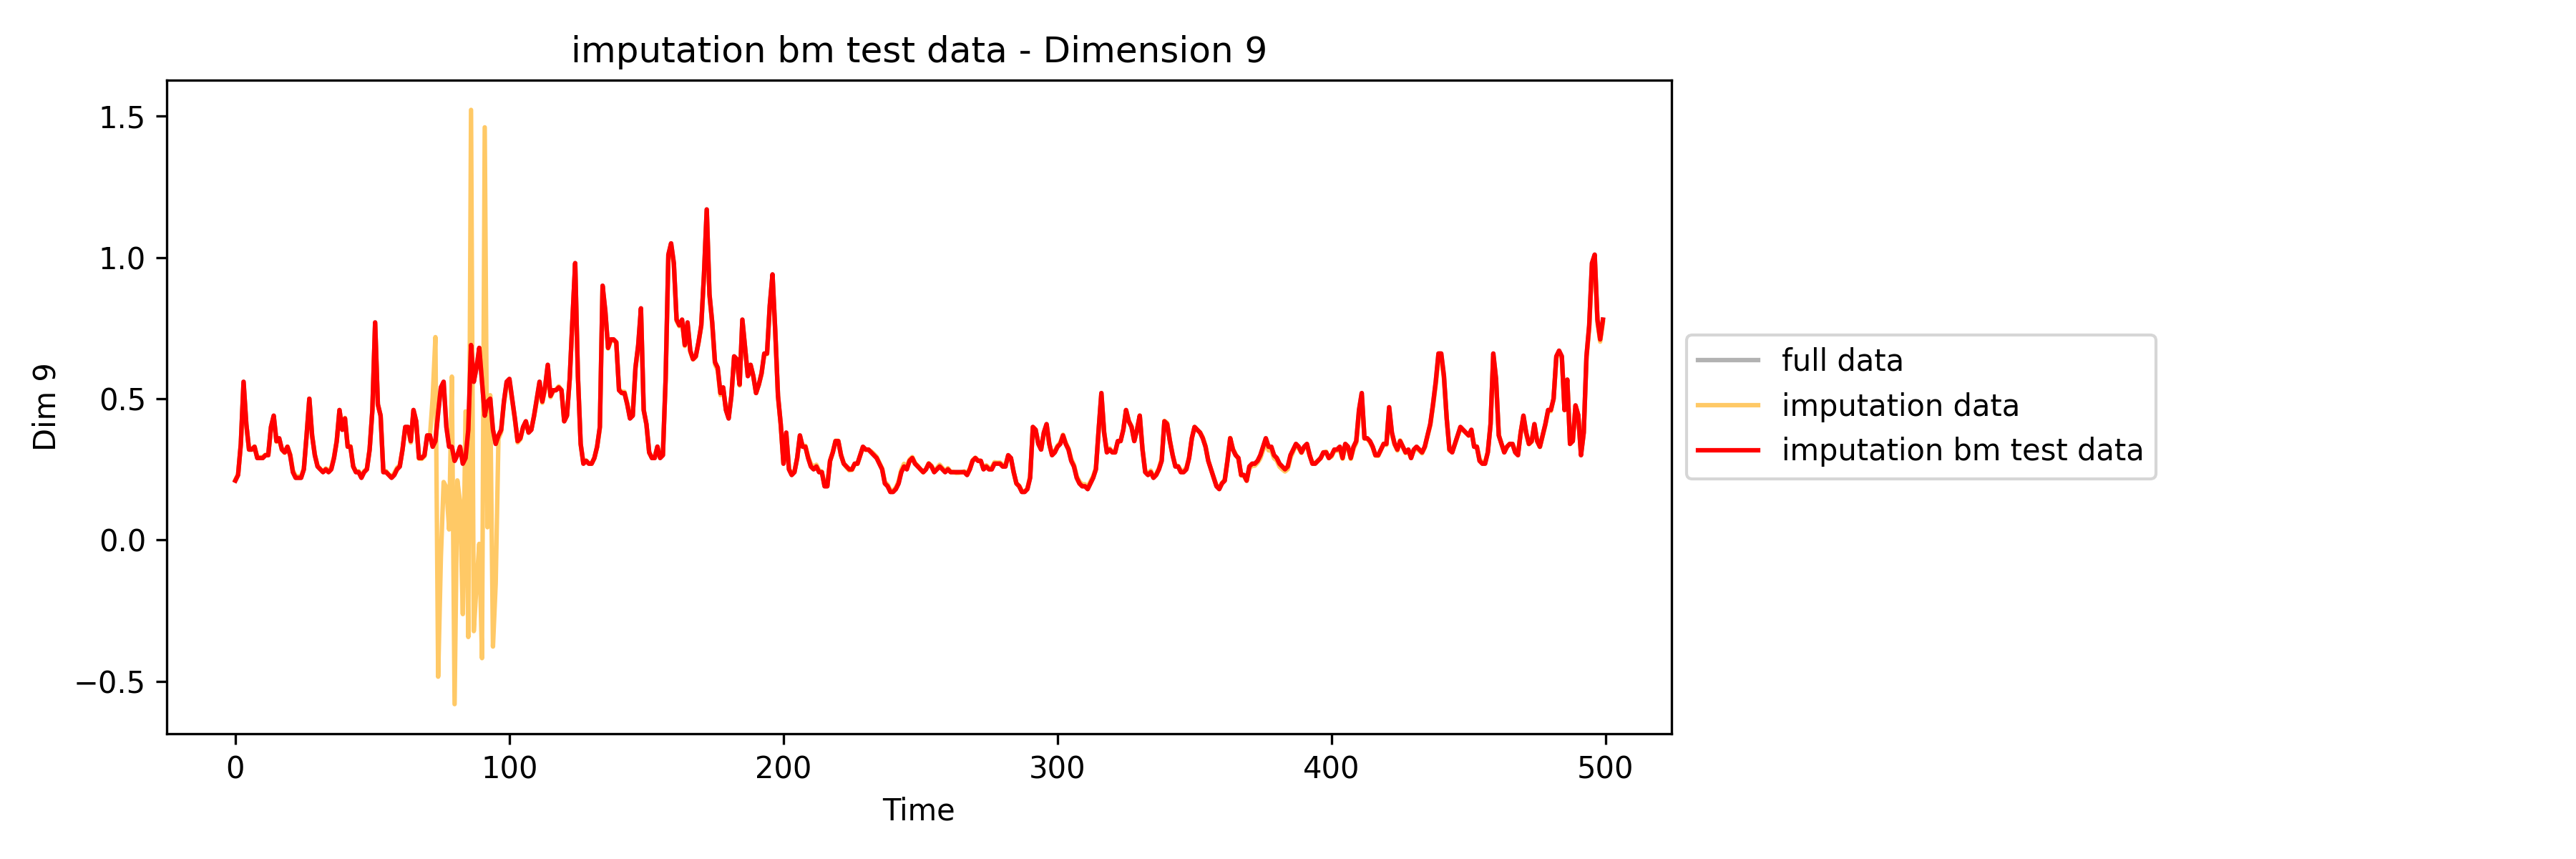 imputation bm test data - Dimension 9
1.5
1.0
0.5
0.0
−0.5
Dim 9
0 100 200 300 400 500
Time
full data
imputation data
imputation bm test data